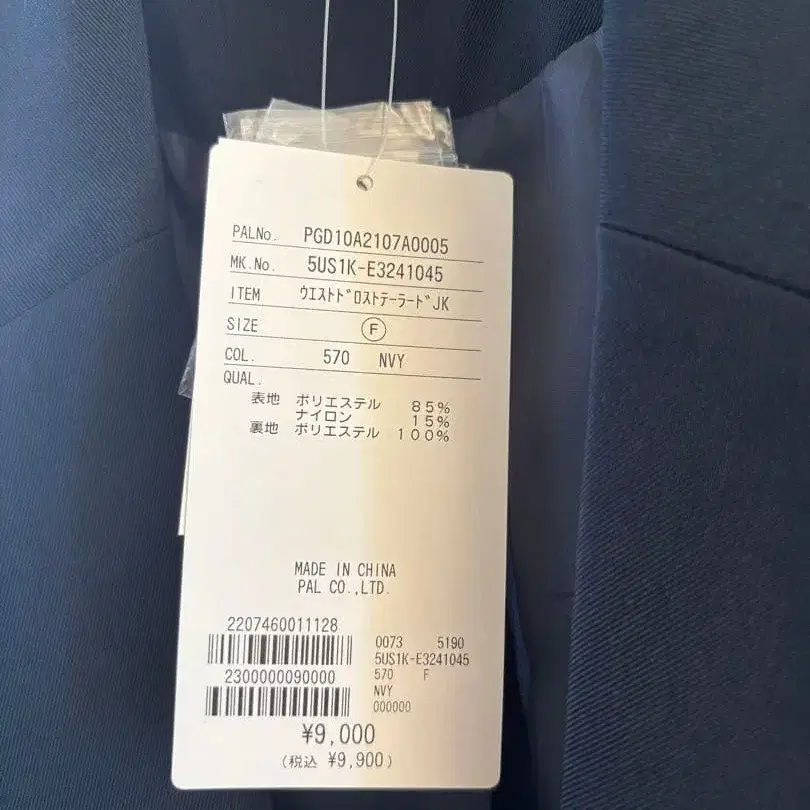 PALNo. PGD10A2107A0005
MK.No. 5US1K-E3241045
ITEM ｳｴｽﾄﾄﾞﾛｽﾄﾃｰﾗｰﾄﾞJK
SIZE Ⓕ
COL. 570 NVY
QUAL.
表地 ポリエステル 85%
ナイロン 15%
裏地 ポリエステル 100%
MADE IN CHINA
PAL CO.,LTD.
2207460011128
2300000090000
0073 5190
5US1K-E3241045
570 F
NVY
000000
¥9,000
(税込 ¥9,900)